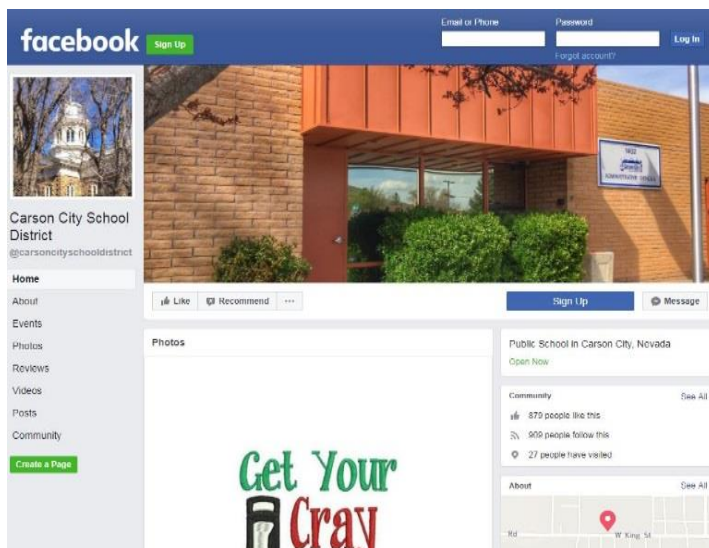 Email or Phone
Password
facebook
Sign Up
Log In
Forgot account?
Carson City School
District
@carsoncityschooldistrict
Home
About
Events
Photos
Reviews
Videos
Posts
Community
Create a Page
Like
Recommend
...
Sign Up
Message
Photos
Get Your
Cray
Public School in Carson City, Nevada
Open Now
Community
See All
879 people like this
909 people follow this
27 people have visited
About
See All
Rd
W King St